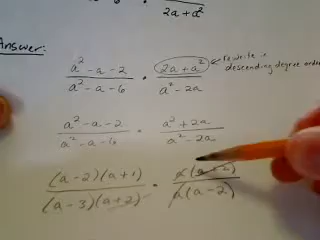 2a+a²
Answer:
a²-a-2 / a²-a-6 · 2a+a² / a²-2a rewrite in descending degree order
a²-a-2 / a²-a-6 · a²+2a / a²-2a
(a-2)(a+1) / (a-3)(a+2) · a(a+2) / a(a-2)